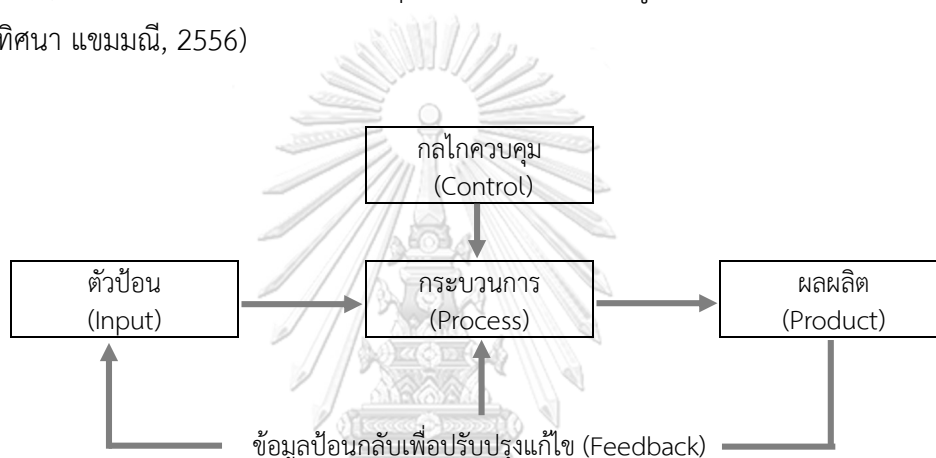 ทิศนา แขมมณี, 2556)
กลไกควบคุม
(Control)
ตัวป้อน
(Input)
กระบวนการ
(Process)
ผลผลิต
(Product)
ข้อมูลป้อนกลับเพื่อปรับปรุงแก้ไข (Feedback)